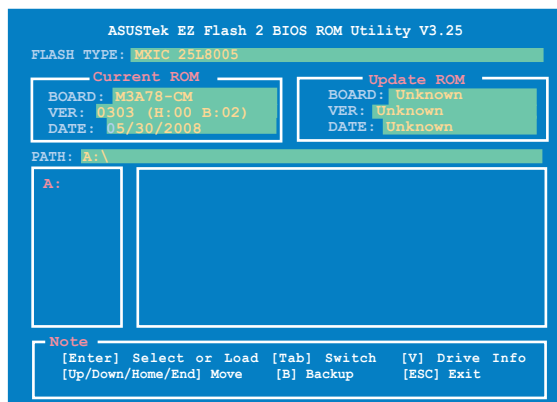 ASUSTek EZ Flash 2 BIOS ROM Utility V3.25
FLASH TYPE: MXIC 25L8005
Current ROM
BOARD: M3A78-CM
VER: 0303 (H:00 B:02)
DATE: 05/30/2008
Update ROM
BOARD: Unknown
VER: Unknown
DATE: Unknown
PATH: A:\
A:
Note
[Enter] Select or Load [Tab] Switch [V] Drive Info
[Up/Down/Home/End] Move [B] Backup [ESC] Exit